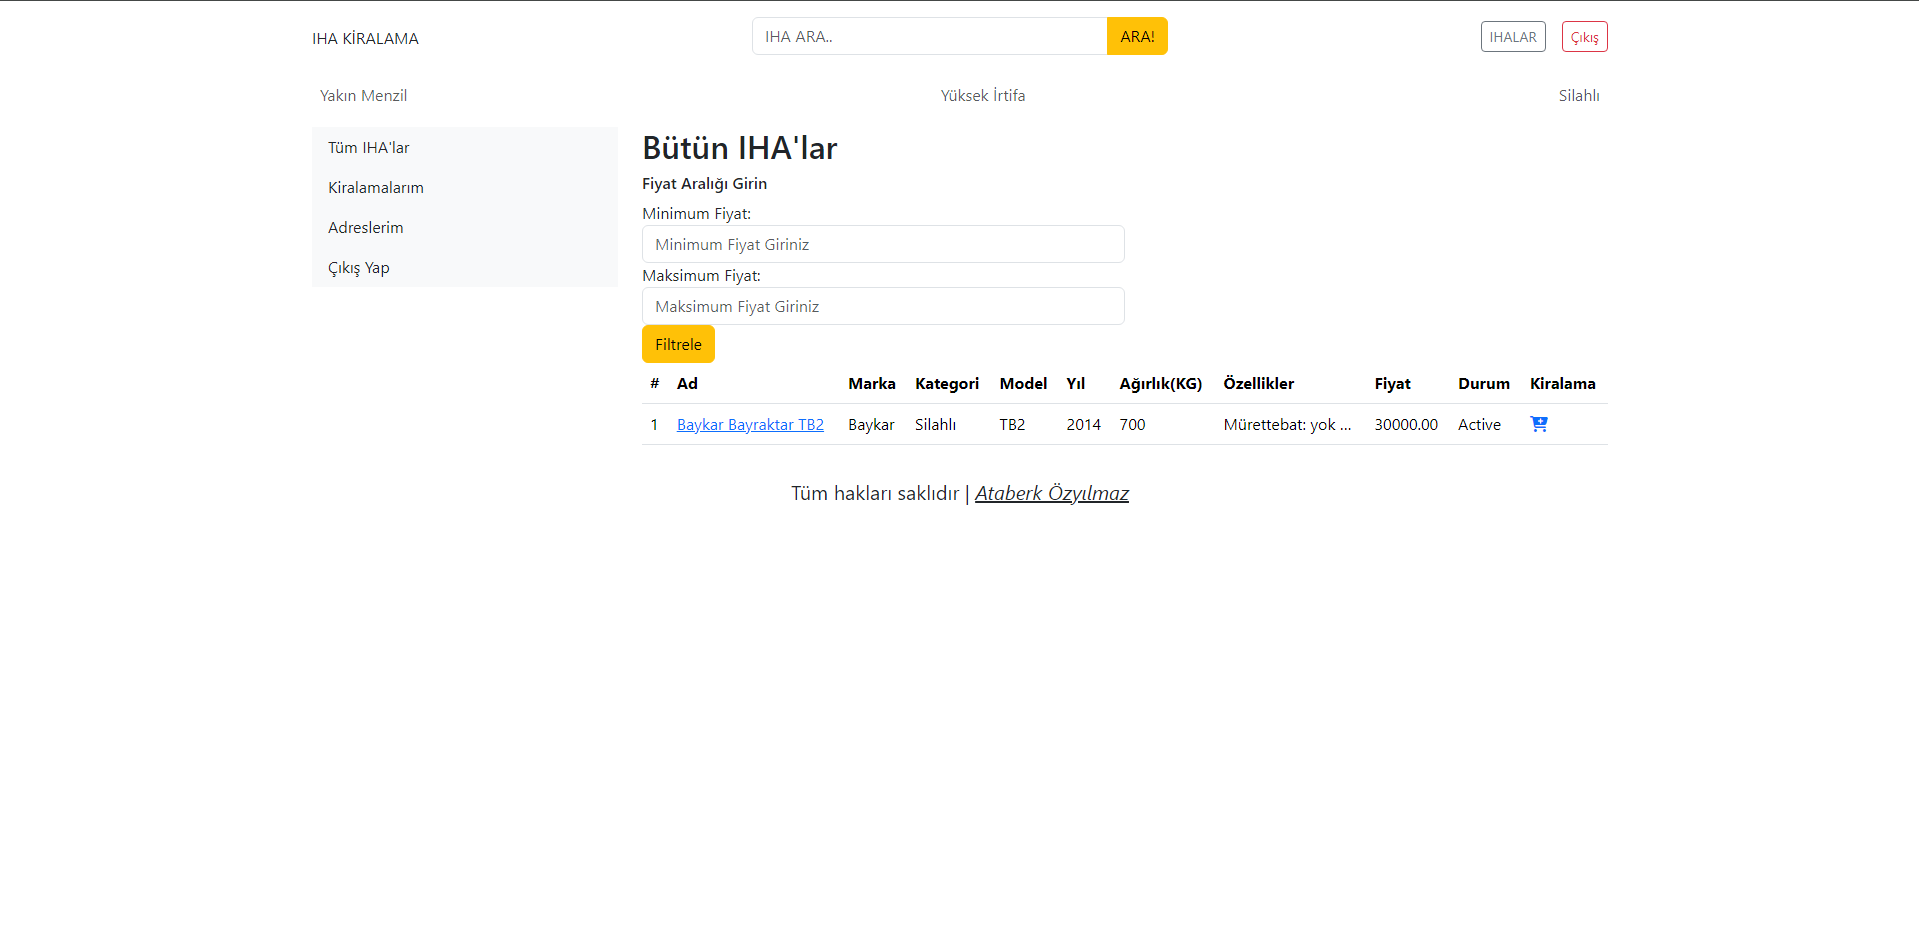 IHA KİRALAMA
IHA ARA..
ARA!
IHALAR
Çıkış
Yakın Menzil
Yüksek İrtifa
Silahlı
Tüm IHA'lar
Kiralamalarım
Adreslerim
Çıkış Yap
Bütün IHA'lar
Fiyat Aralığı Girin
Minimum Fiyat:
Minimum Fiyat Giriniz
Maksimum Fiyat:
Maksimum Fiyat Giriniz
Filtrele
# Ad Marka Kategori Model Yıl Ağırlık(KG) Özellikler Fiyat Durum Kiralama
1 Baykar Bayraktar TB2 Baykar Silahlı TB2 2014 700 Mürettebat: yok ... 30000.00 Active
Tüm hakları saklıdır | Ataberk Özyılmaz